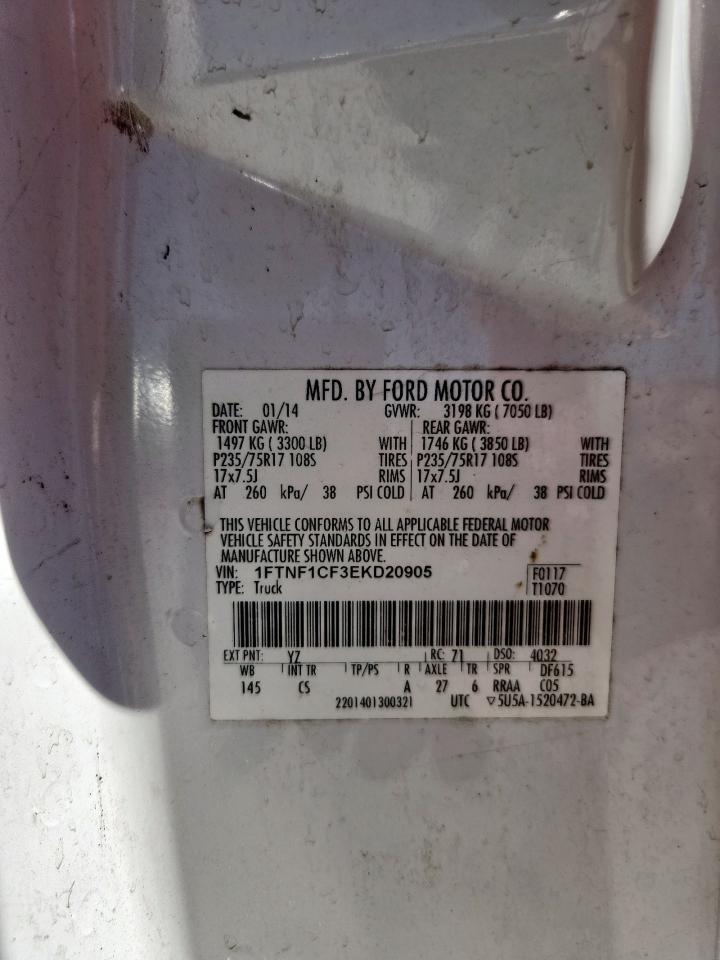 MFD. BY FORD MOTOR CO.
DATE: 01/14 GVWR: 3198 KG ( 7050 LB)
FRONT GAWR: REAR GAWR:
1497 KG ( 3300 LB) WITH 1746 KG ( 3850 LB) WITH
P235/75R17 108S TIRES P235/75R17 108S TIRES
17x7.5J RIMS 17x7.5J RIMS
AT 260 kPa/ 38 PSI COLD AT 260 kPa/ 38 PSI COLD
THIS VEHICLE CONFORMS TO ALL APPLICABLE FEDERAL MOTOR
VEHICLE SAFETY STANDARDS IN EFFECT ON THE DATE OF
MANUFACTURE SHOWN ABOVE.
VIN: 1FTNF1CF3EKD20905 F0117
TYPE: Truck T1070
EXT PNT: YZ RC: 71 DSO: 4032
WB INT TR TP/PS R AXLE TR SPR DF615
145 CS A 27 6 RRAA C05
2201401300321 UTC ▽5U5A-1520472-BA